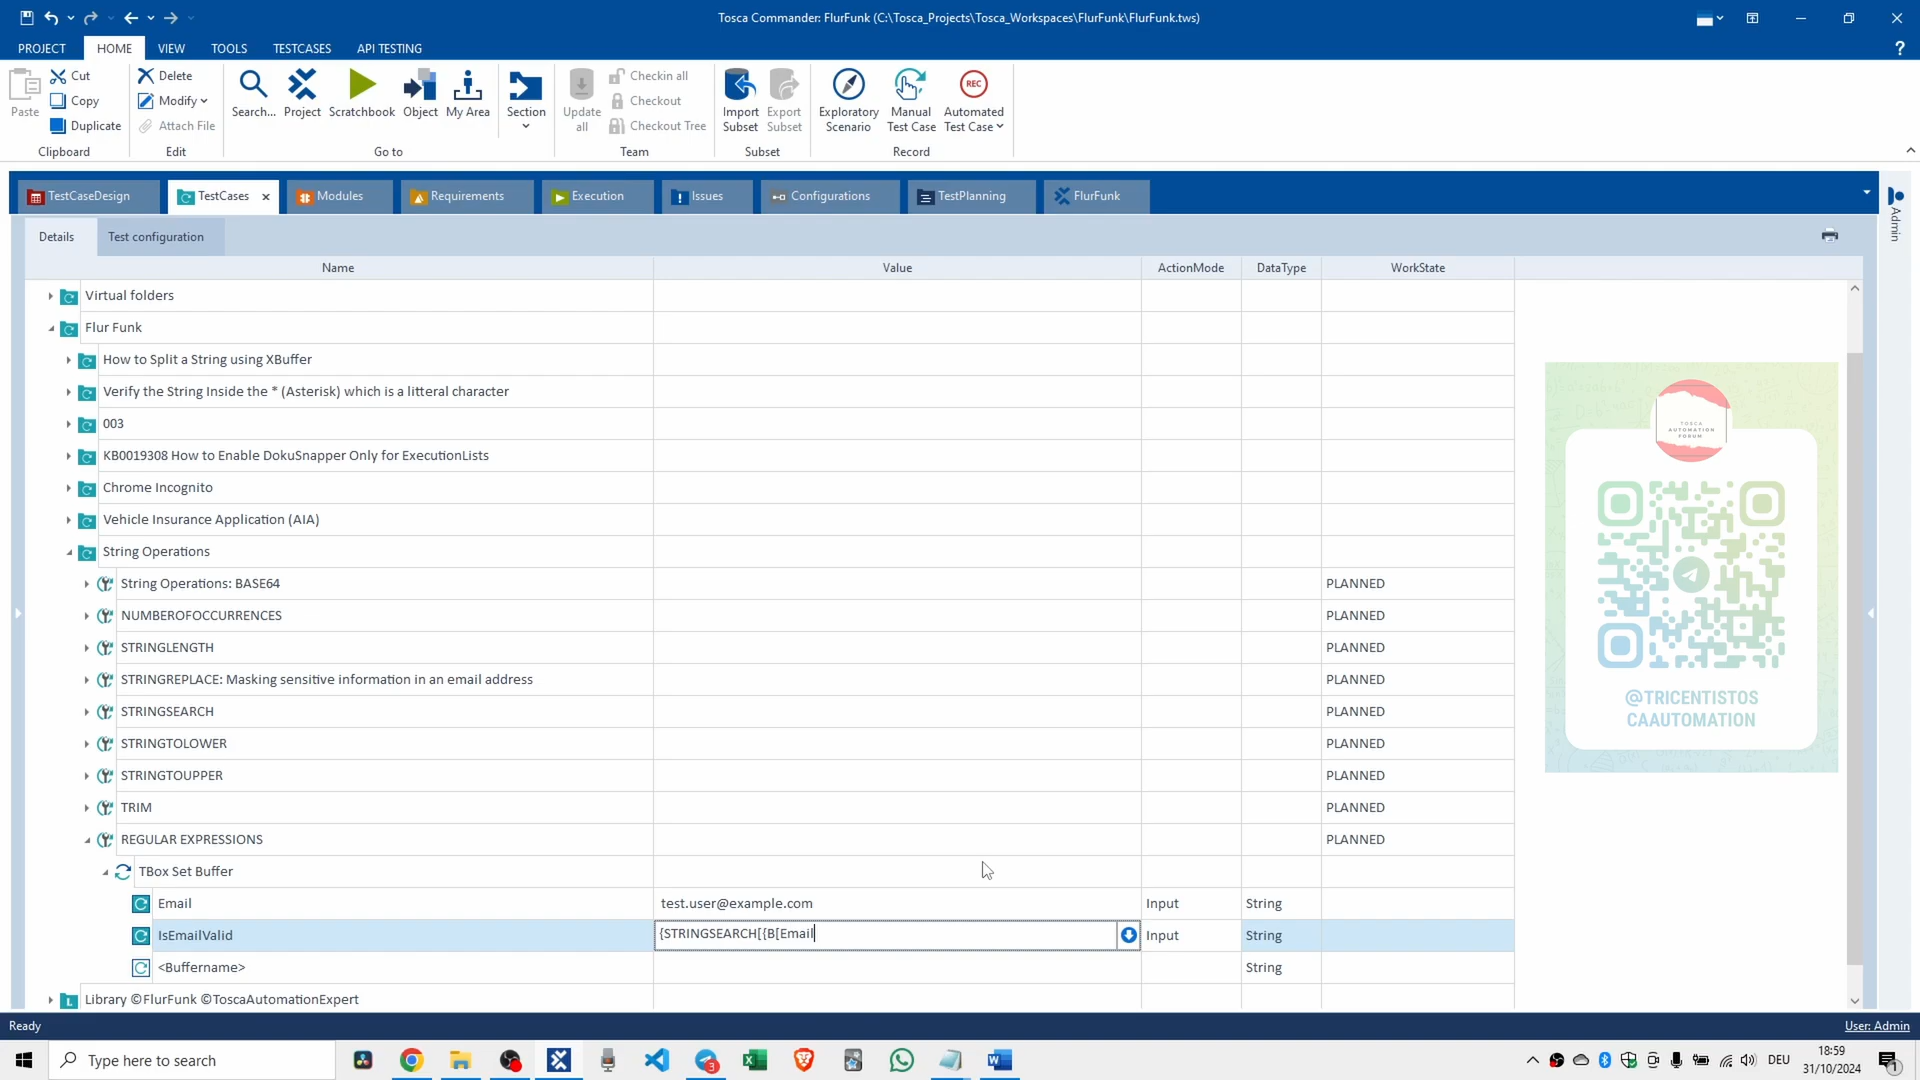 Tosca Commander: FlurFunk (C:\Tosca_Projects\Tosca_Workspaces\FlurFunk\FlurFunk.tws)
PROJECT HOME VIEW TOOLS TESTCASES API TESTING ?
Paste Cut Copy Duplicate
Clipboard
Delete Modify Attach File
Edit
Search... Project Scratchbook Object My Area
Go to
Section
Update all Checkin all Checkout Checkout Tree
Team
Import Subset Export Subset
Subset
Exploratory Scenario Manual Test Case REC Automated Test Case
Record
TestCaseDesign TestCases x Modules Requirements Execution Issues Configurations TestPlanning FlurFunk
Admin
Details Test configuration
Name Value ActionMode DataType WorkState
Virtual folders
Flur Funk
How to Split a String using XBuffer
Verify the String Inside the * (Asterisk) which is a litteral character
003
KB0019308 How to Enable DokuSnapper Only for ExecutionLists
Chrome Incognito
Vehicle Insurance Application (AIA)
String Operations
String Operations: BASE64 PLANNED
NUMBEROFOCCURRENCES PLANNED
STRINGLENGTH PLANNED
STRINGREPLACE: Masking sensitive information in an email address PLANNED
STRINGSEARCH PLANNED
STRINGTOLOWER PLANNED
STRINGTOUPPER PLANNED
TRIM PLANNED
REGULAR EXPRESSIONS PLANNED
TBox Set Buffer
Email test.user@example.com Input String
IsEmailValid {STRINGSEARCH[{B[Email Input String
<Buffername> String
Library ©FlurFunk ©ToscaAutomationExpert
TOSCA
AUTOMATION
FORUM
@TRICENTISTOS
CAAUTOMATION
Ready User: Admin
Type here to search
3
DEU
18:59
31/10/2024
1